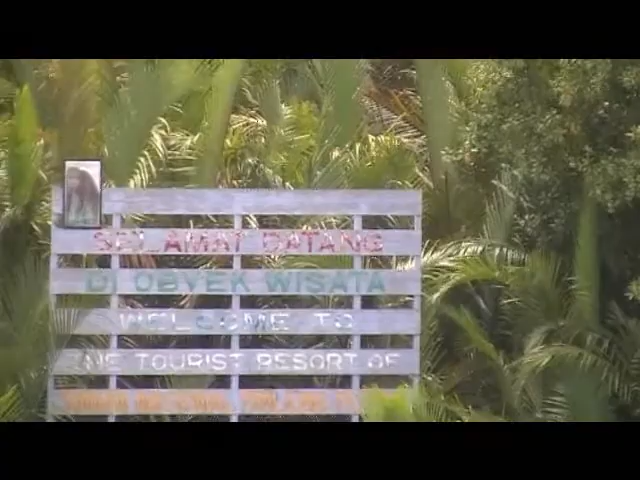 SELAMAT DATANG
DI OBYEK WISATA
WELCOME TO
THE TOURIST RESORT OF